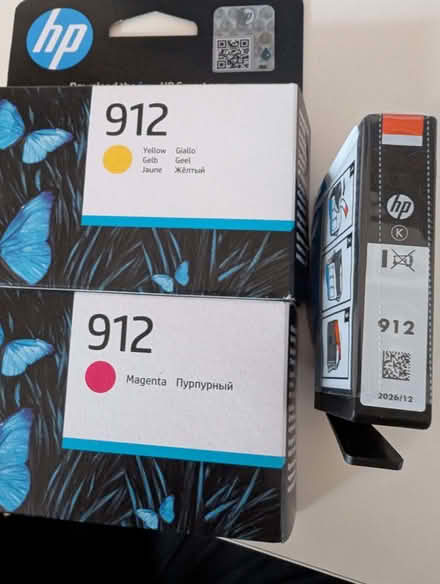 hp
912
Yellow Giallo
Gelb Geel
Jaune Жёлтый
912
Magenta Пурпурный
hp
K
912
2026/12